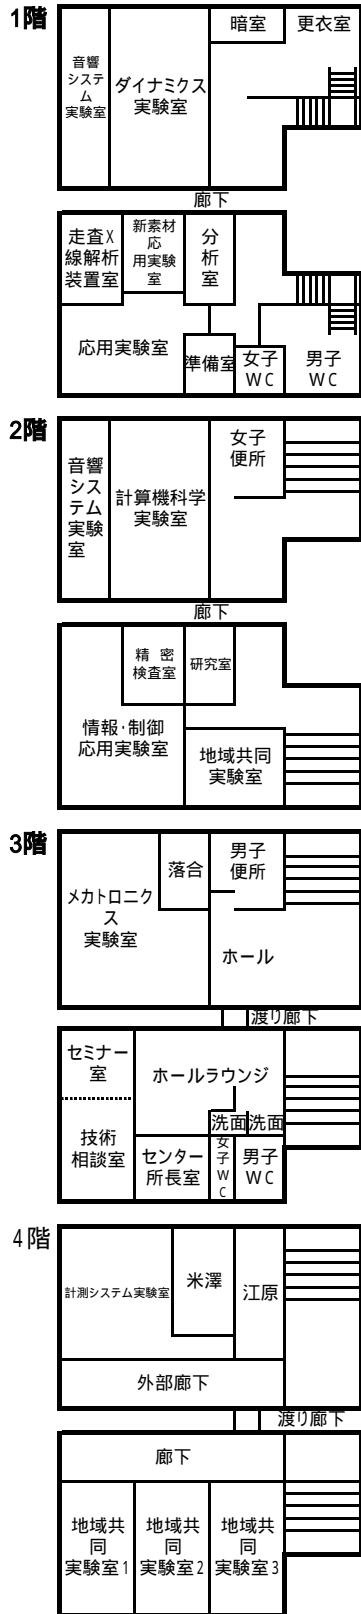 1階
暗室
更衣室
音響
システ
ム
実験室
ダイナミクス
実験室
廊下
走査X
線解析
装置室
新素材
応
用実験
室
分
析
室
応用実験室
準備室
女子
WC
男子
WC
2階
音響
シス
テム
実験
室
計算機科学
実験室
女子
便所
廊下
精 密
検査室
研究室
情報・制御
応用実験室
地域共同
実験室
3階
メカトロニク
ス
実験室
落合
男子
便所
ホール
渡り廊下
セミナー
室
ホールラウンジ
技術
相談室
センター
所長室
洗面
洗面
女
子
W
C
男子
WC
4階
計測システム実験室
米澤
江原
外部廊下
渡り廊下
廊下
地域共
同
実験室1
地域共
同
実験室2
地域共
同
実験室3